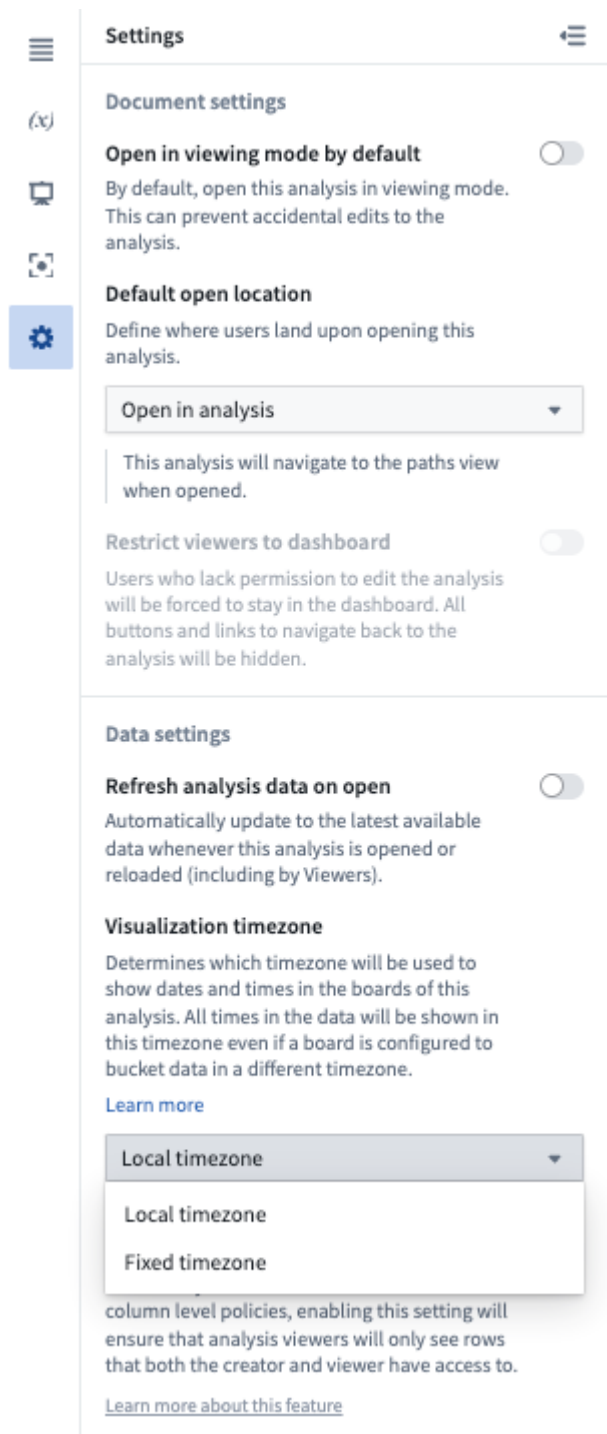 Settings
(x)
Document settings
Open in viewing mode by default
By default, open this analysis in viewing mode.
This can prevent accidental edits to the
analysis.
Default open location
Define where users land upon opening this
analysis.
Open in analysis
This analysis will navigate to the paths view
when opened.
Restrict viewers to dashboard
Users who lack permission to edit the analysis
will be forced to stay in the dashboard. All
buttons and links to navigate back to the
analysis will be hidden.
Data settings
Refresh analysis data on open
Automatically update to the latest available
data whenever this analysis is opened or
reloaded (including by Viewers).
Visualization timezone
Determines which timezone will be used to
show dates and times in the boards of this
analysis. All times in the data will be shown in
this timezone even if a board is configured to
bucket data in a different timezone.
Learn more
Local timezone
Local timezone
Fixed timezone
column level policies, enabling this setting will
ensure that analysis viewers will only see rows
that both the creator and viewer have access to.
Learn more about this feature